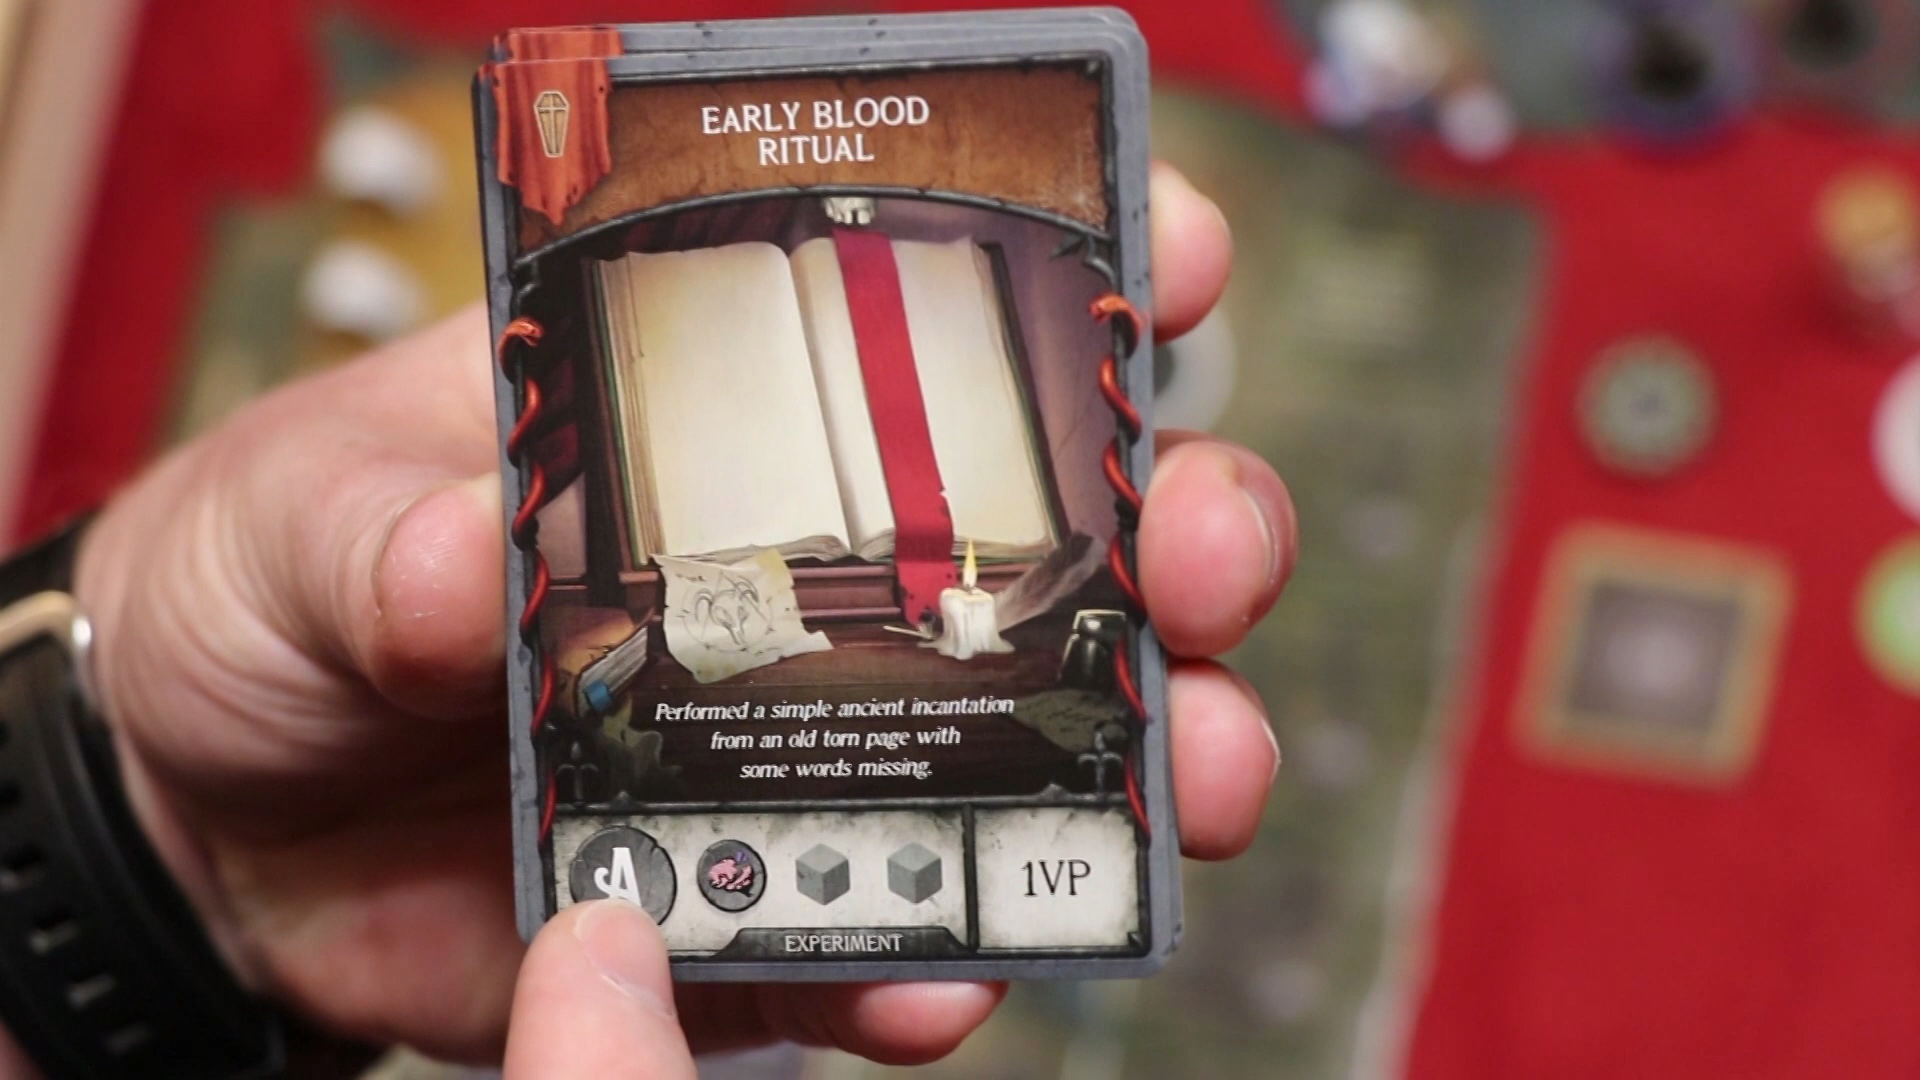 EARLY BLOOD
RITUAL
Performed a simple ancient incantation
from an old torn page with
some words missing.
A
1VP
EXPERIMENT